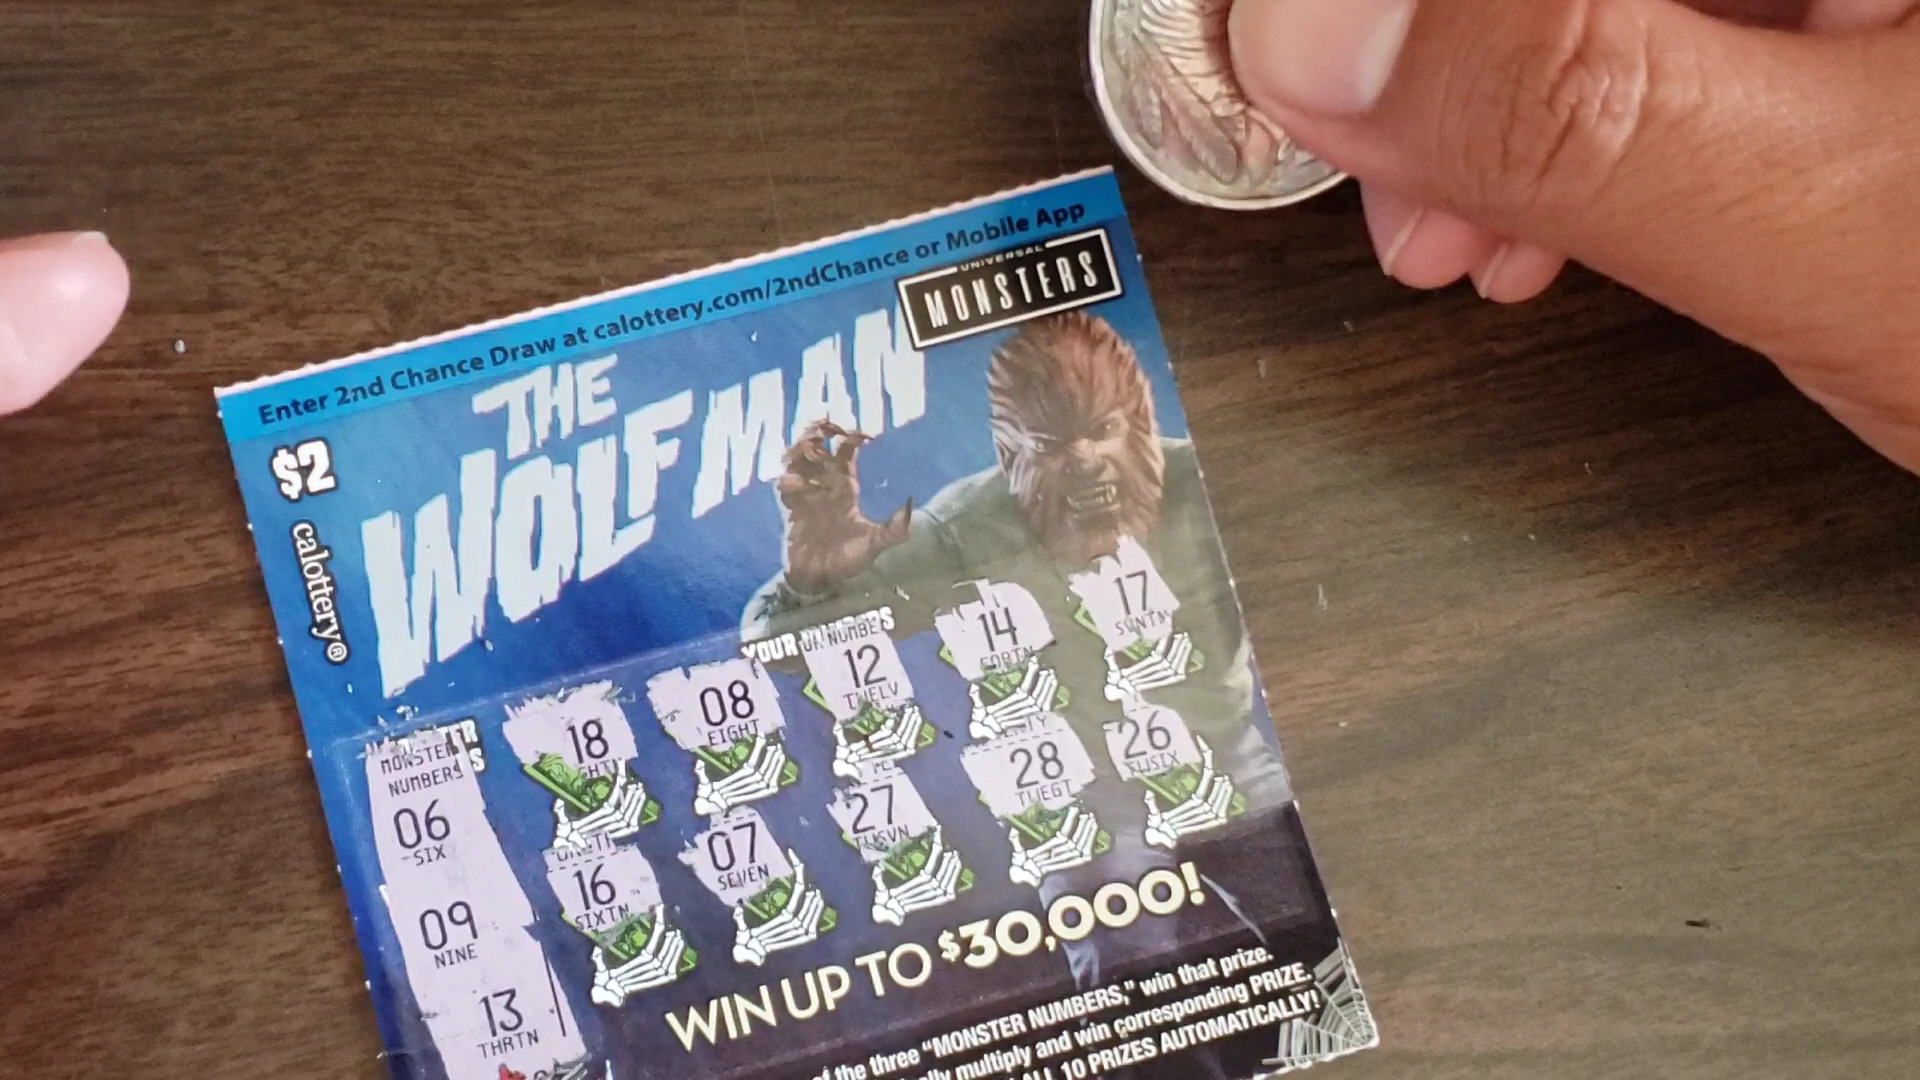 Enter 2nd Chance Draw at calottery.com/2ndChance or Mobile App
UNIVERSAL
MONSTERS
$2
calottery®
THE
WOLF MAN
YOUR
MONSTER
NUMBERS
18
08
EIGHT
12
TWELV
14
FORTN
17
SVNTN
06
SIX
16
SIXTN
07
SEVEN
27
TWSVN
28
TWEGT
26
TWSIX
09
NINE
13
THRTN
WIN UP TO $30,000!
of the three “MONSTER NUMBERS,” win that prize.
multiply and win corresponding PRIZE.
ALL 10 PRIZES AUTOMATICALLY!